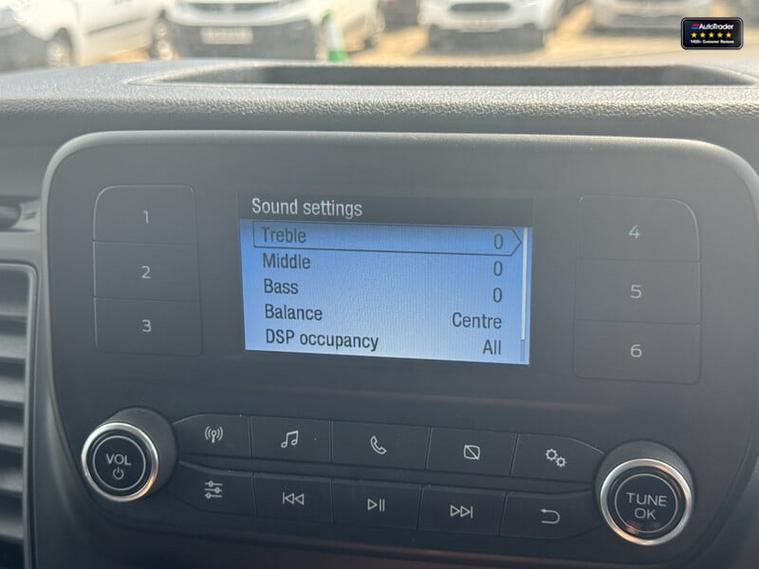 AutoTrader
Sound settings
1
4
Treble 0
Middle 0
2
5
Bass 0
Balance Centre
3
6
DSP occupancy All
VOL
TUNE
OK